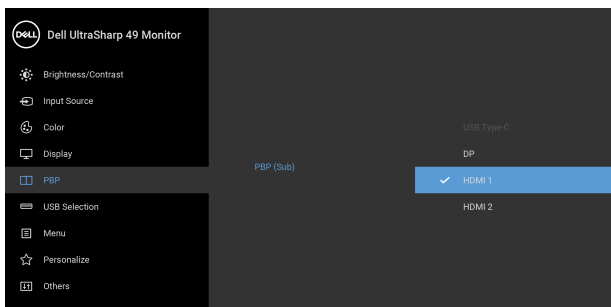 DELL Dell UltraSharp 49 Monitor
Brightness/Contrast
Input Source
Color
Display
PBP
USB Selection
Menu
Personalize
Others
PBP (Sub)
USB Type-C
DP
HDMI 1
HDMI 2